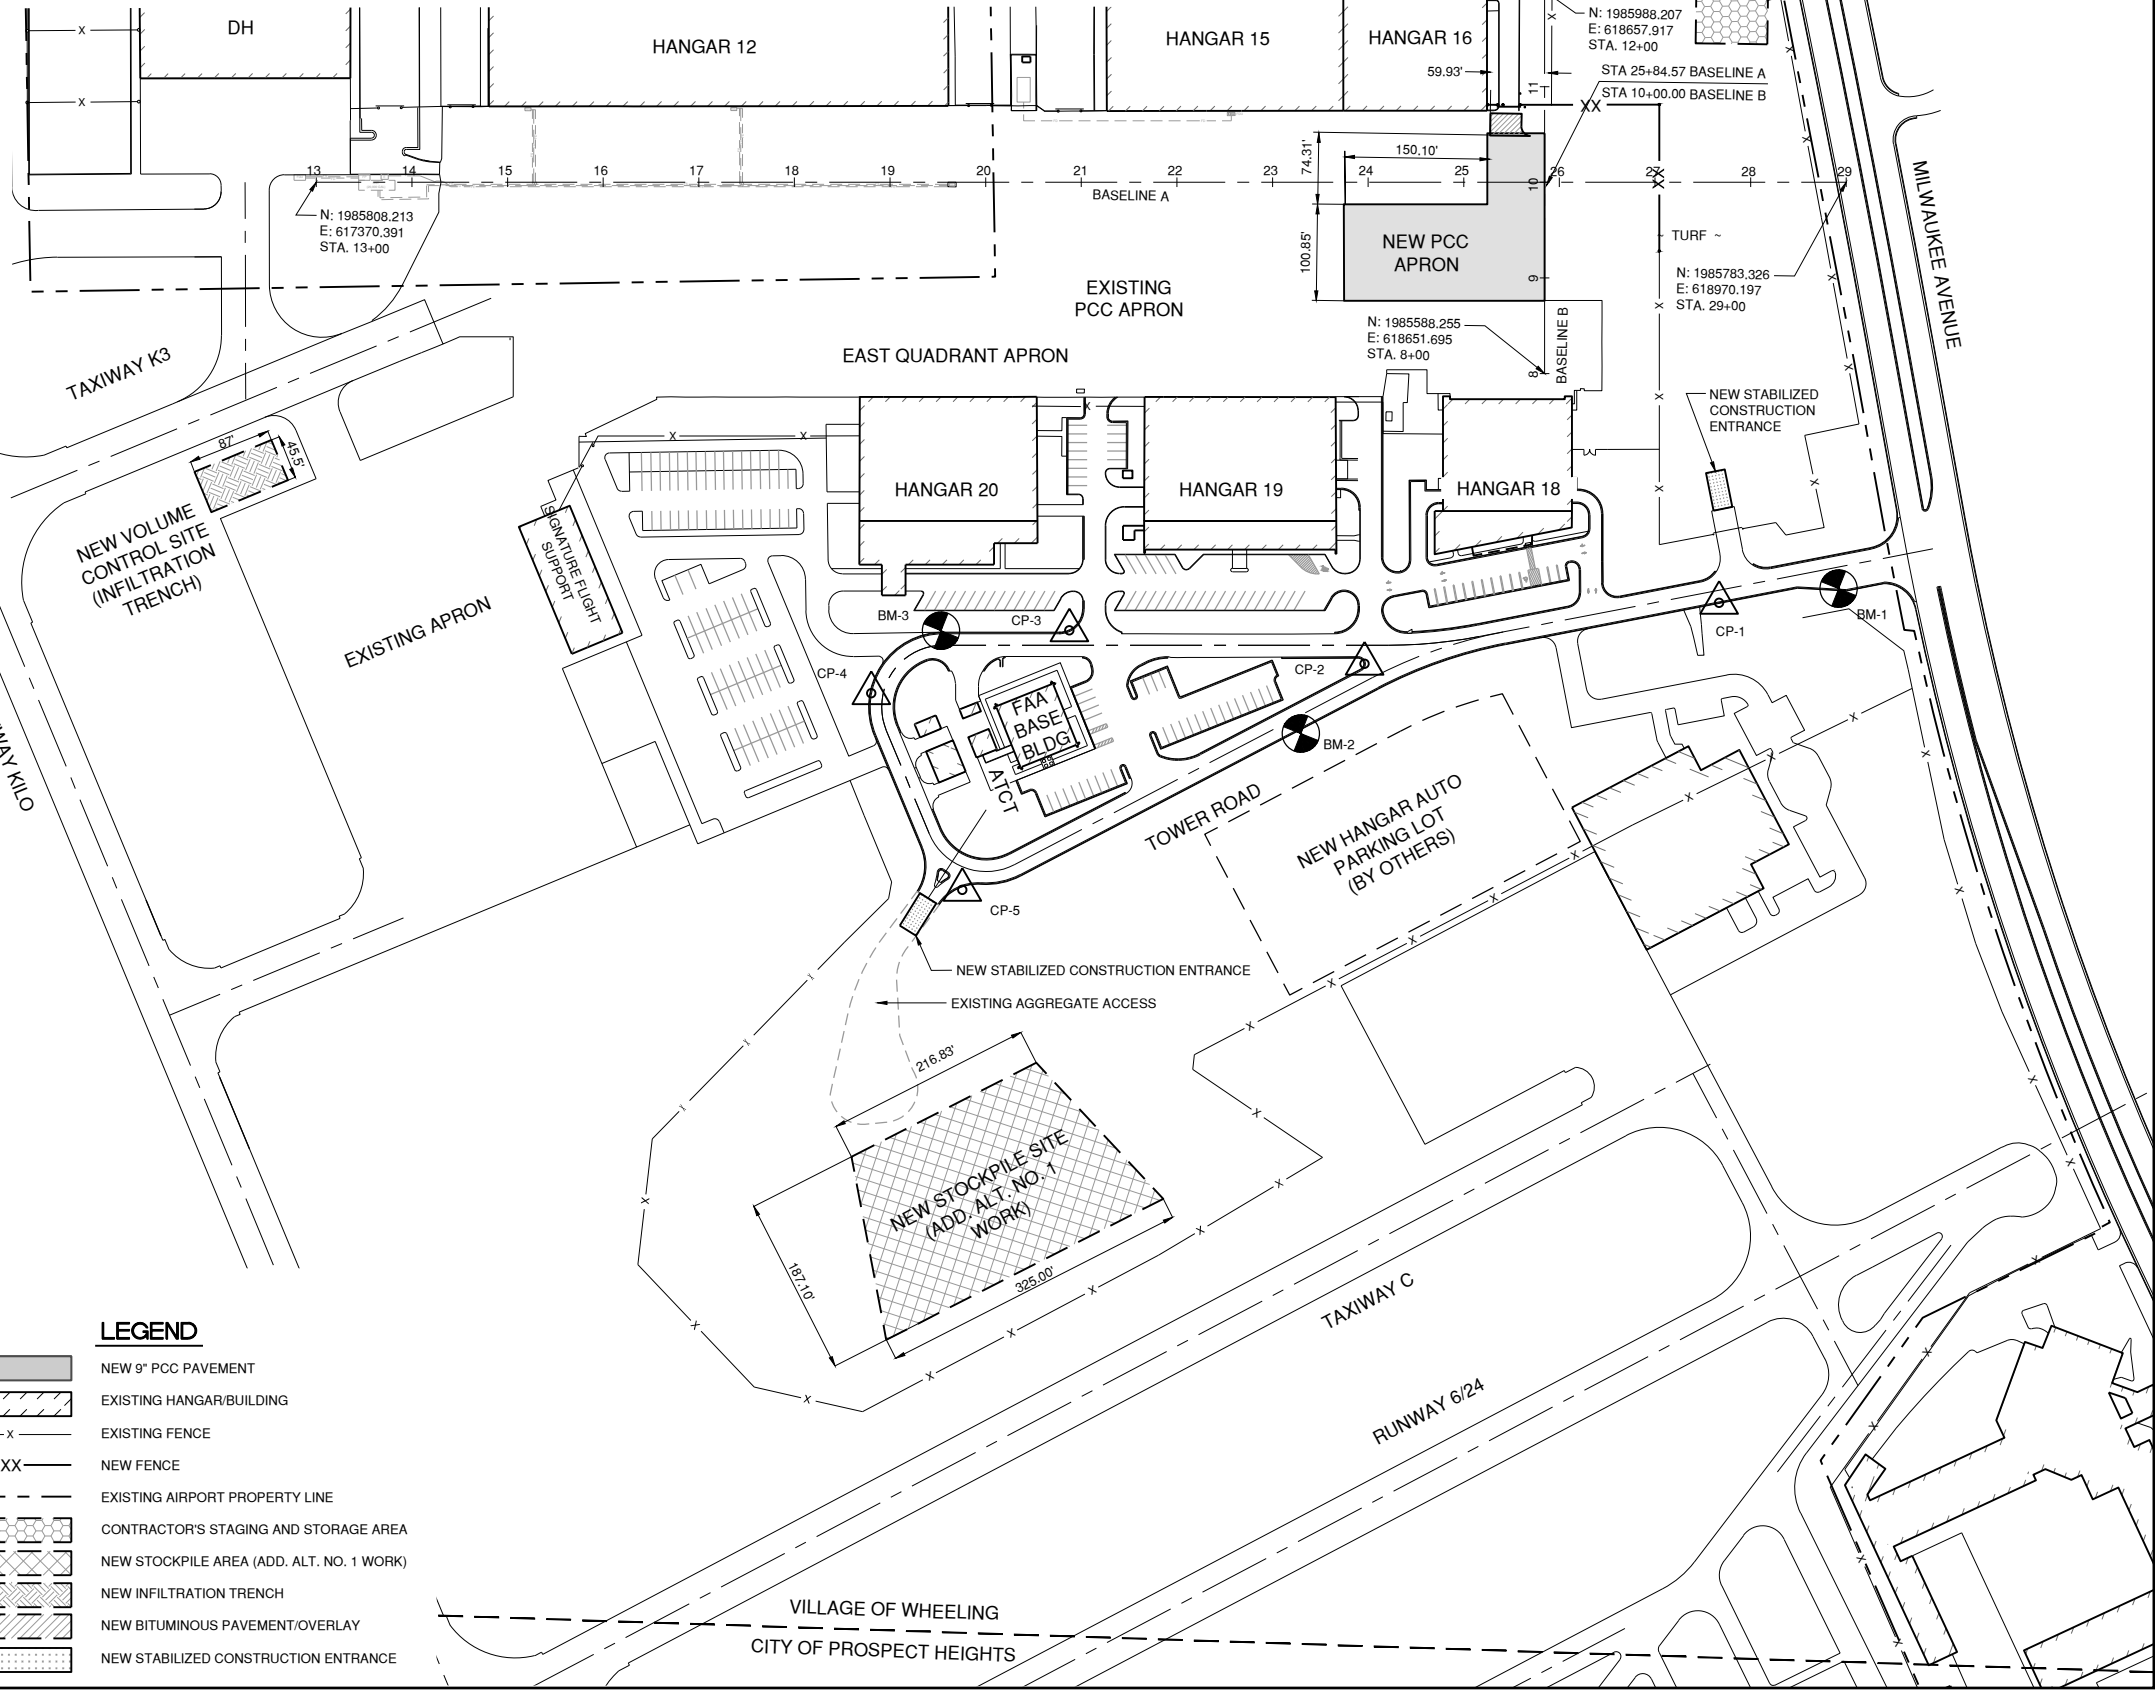 DH
HANGAR 12
HANGAR 15
HANGAR 16
N: 1985988.207
E: 618657.917
STA. 12+00
59.93'
STA 25+84.57 BASELINE A
STA 10+00.00 BASELINE B
11
X
X
X
XX
74.31'
150.10'
13
14
15
16
17
18
19
20
21
22
23
24
25
26
27
28
29
10
XX
BASELINE A
N: 1985808.213
E: 617370.391
STA. 13+00
100.85'
NEW PCC
APRON
~ TURF ~
9
N: 1985783.326
E: 618970.197
STA. 29+00
MILWAUKEE AVENUE
EXISTING
PCC APRON
N: 1985588.255
E: 618651.695
STA. 8+00
8
BASELINE B
EAST QUADRANT APRON
TAXIWAY K3
NEW STABILIZED
CONSTRUCTION
ENTRANCE
87'
45.5'
HANGAR 20
HANGAR 19
HANGAR 18
NEW VOLUME
CONTROL SITE
(INFILTRATION
TRENCH)
SIGNATURE FLIGHT
SUPPORT
EXISTING APRON
BM-3
CP-3
CP-1
BM-1
CP-4
CP-2
FAA
BASE
BLDG
BM-2
ATCT
WAY KILO
TOWER ROAD
NEW HANGAR AUTO
PARKING LOT
(BY OTHERS)
CP-5
NEW STABILIZED CONSTRUCTION ENTRANCE
EXISTING AGGREGATE ACCESS
216.83'
NEW STOCKPILE SITE
(ADD. ALT. NO. 1
WORK)
187.10'
325.00'
TAXIWAY C
RUNWAY 6/24
LEGEND
NEW 9" PCC PAVEMENT
EXISTING HANGAR/BUILDING
X EXISTING FENCE
XX NEW FENCE
EXISTING AIRPORT PROPERTY LINE
CONTRACTOR'S STAGING AND STORAGE AREA
NEW STOCKPILE AREA (ADD. ALT. NO. 1 WORK)
NEW INFILTRATION TRENCH
NEW BITUMINOUS PAVEMENT/OVERLAY
NEW STABILIZED CONSTRUCTION ENTRANCE
VILLAGE OF WHEELING
CITY OF PROSPECT HEIGHTS